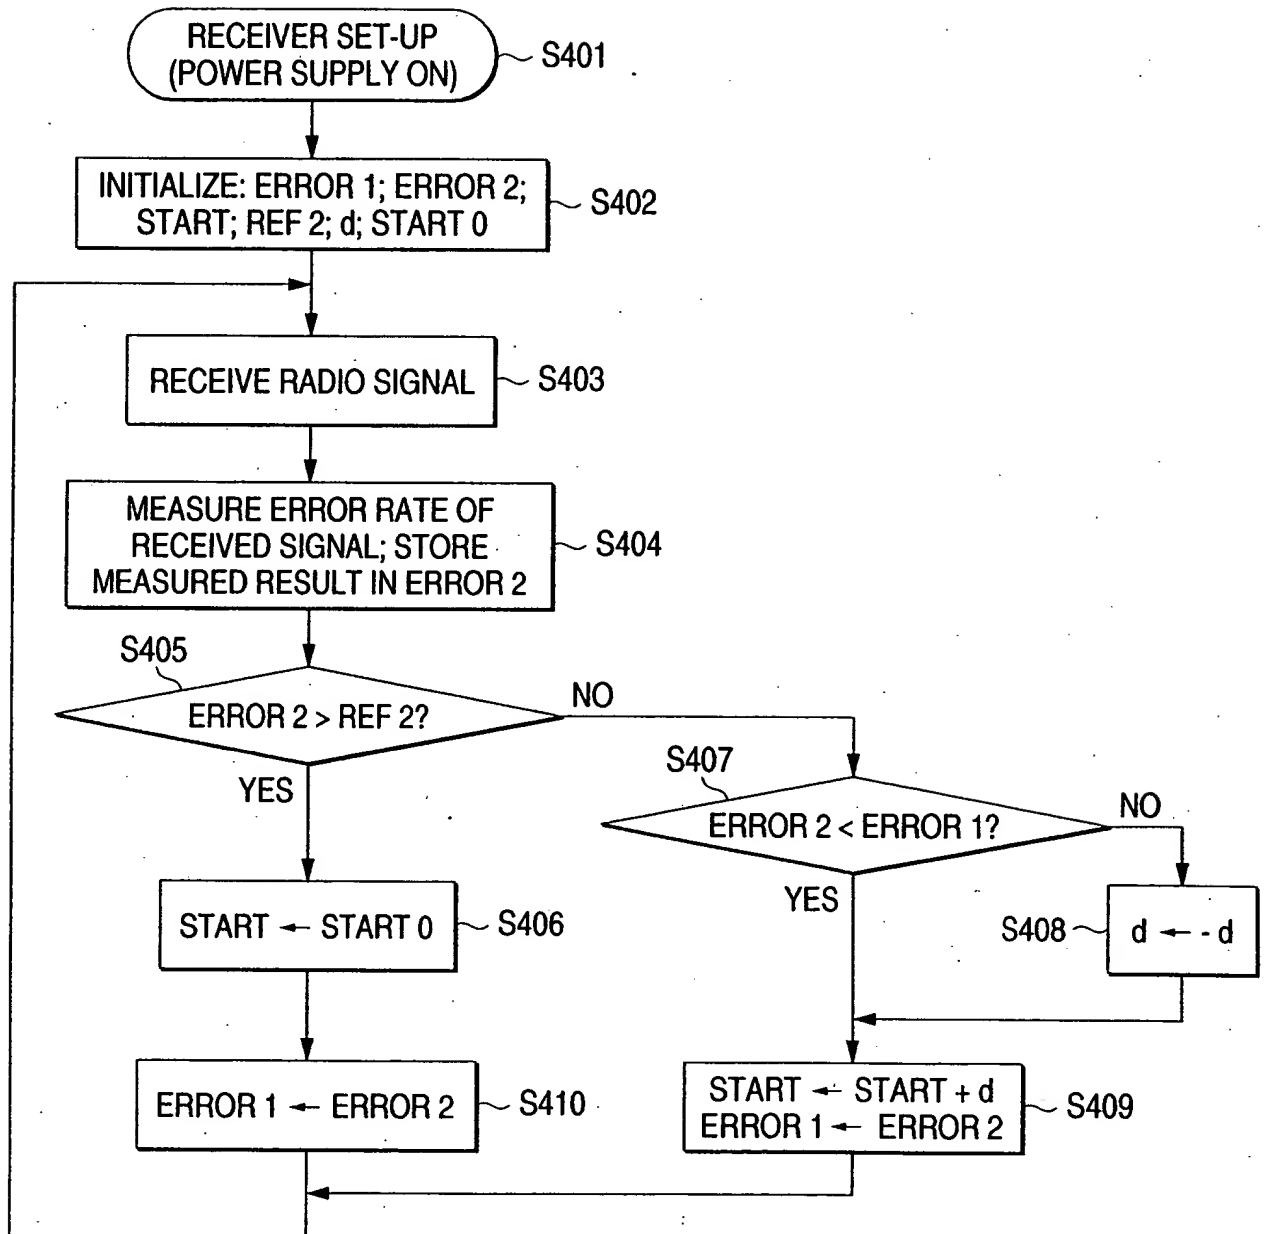 RECEIVER SET-UP
(POWER SUPPLY ON)
S401
INITIALIZE: ERROR 1; ERROR 2;
START; REF 2; d; START 0
S402
RECEIVE RADIO SIGNAL
S403
MEASURE ERROR RATE OF
RECEIVED SIGNAL; STORE
MEASURED RESULT IN ERROR 2
S404
S405
ERROR 2 > REF 2?
NO
YES
S407
ERROR 2 < ERROR 1?
NO
YES
START ← START 0
S406
S408
d ← - d
ERROR 1 ← ERROR 2
S410
START ← START + d
ERROR 1 ← ERROR 2
S409